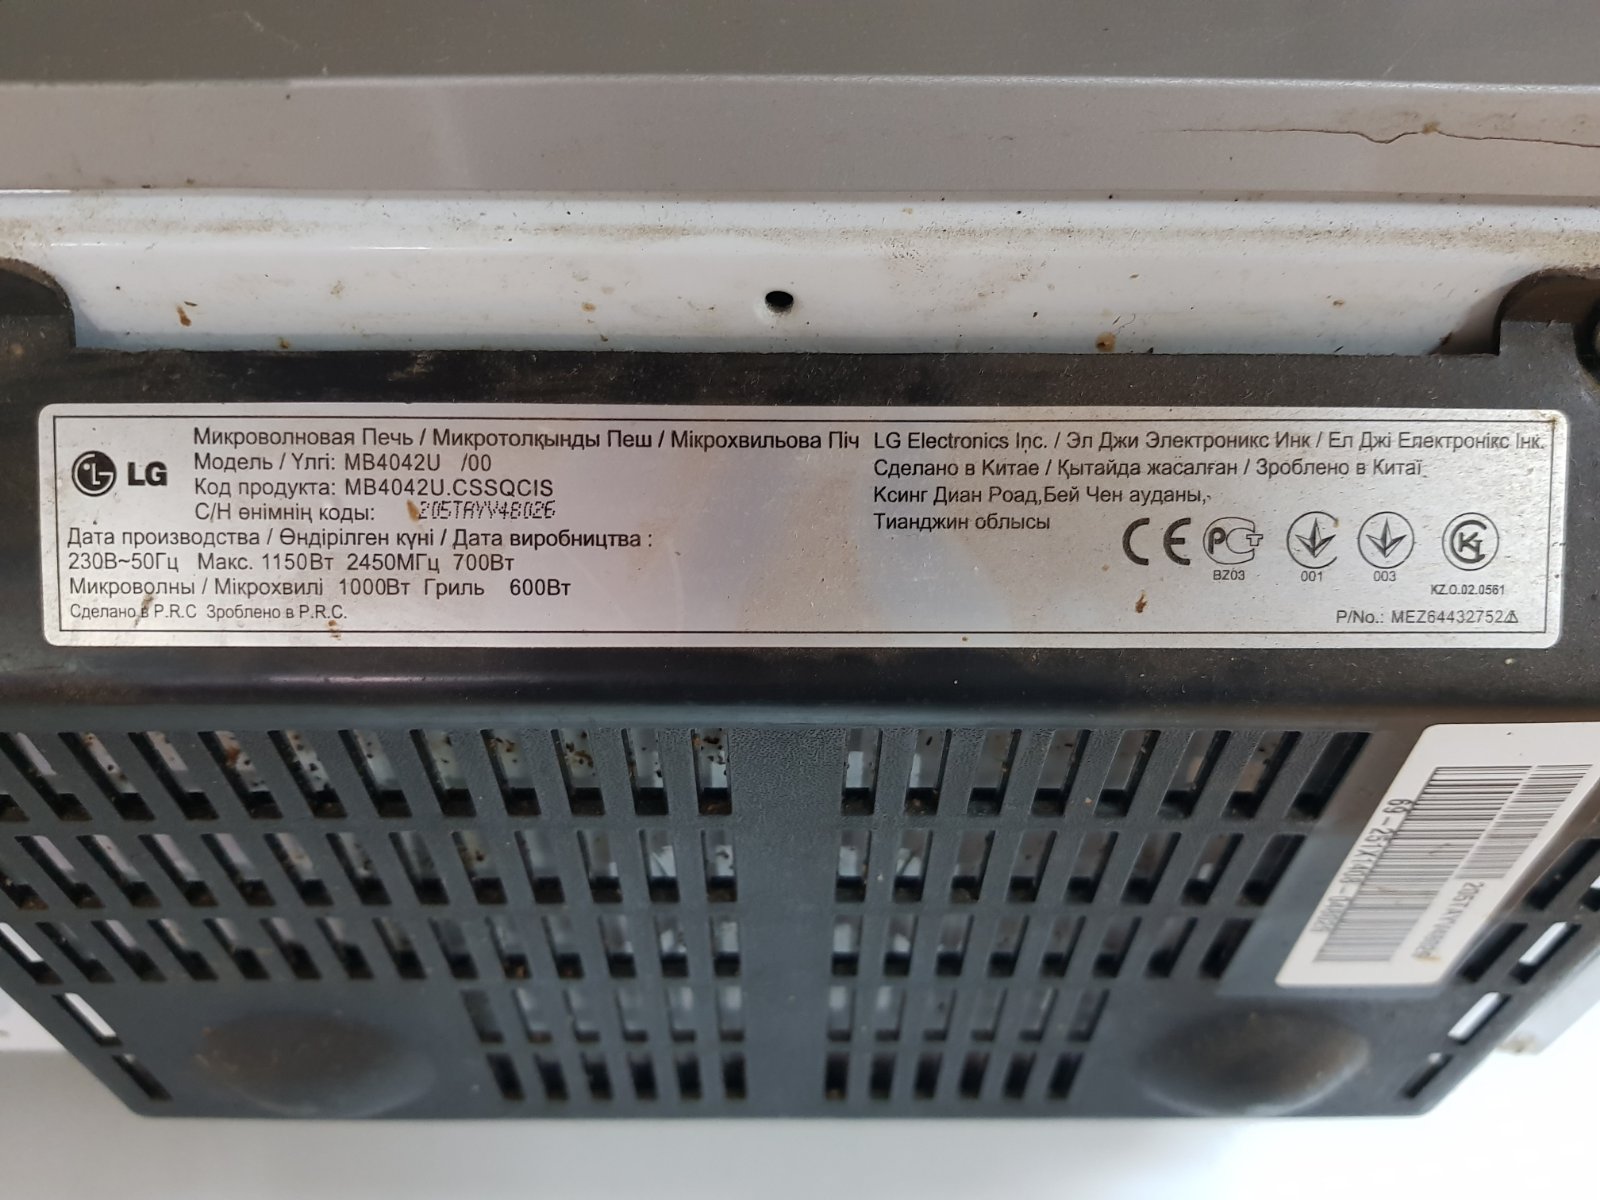 LG
Микроволновая Печь / Микротолқынды Пеш / Мікрохвильова Піч
Модель / Үлгі: MB4042U /00
Код продукта: MB4042U.CSSQCIS
С/Н өнімнің коды: 205TAYV48026
Дата производства / Өндірілген күні / Дата виробництва :
230В~50Гц Макс. 1150Вт 2450МГц 700Вт
Микроволны / Мікрохвилі 1000Вт Гриль 600Вт
Сделано в P.R.C Зроблено в P.R.C.
LG Electronics Inc. / Эл Джи Электроникс Инк / Ел Джі Електронікс Інк.
Сделано в Китае / Қытайда жасалған / Зроблено в Китаї
Ксинг Диан Роад,Бей Чен ауданы,
Тианджин облысы
CE
BZ03
001
003
KZ.O.02.0561
P/No.: MEZ64432752